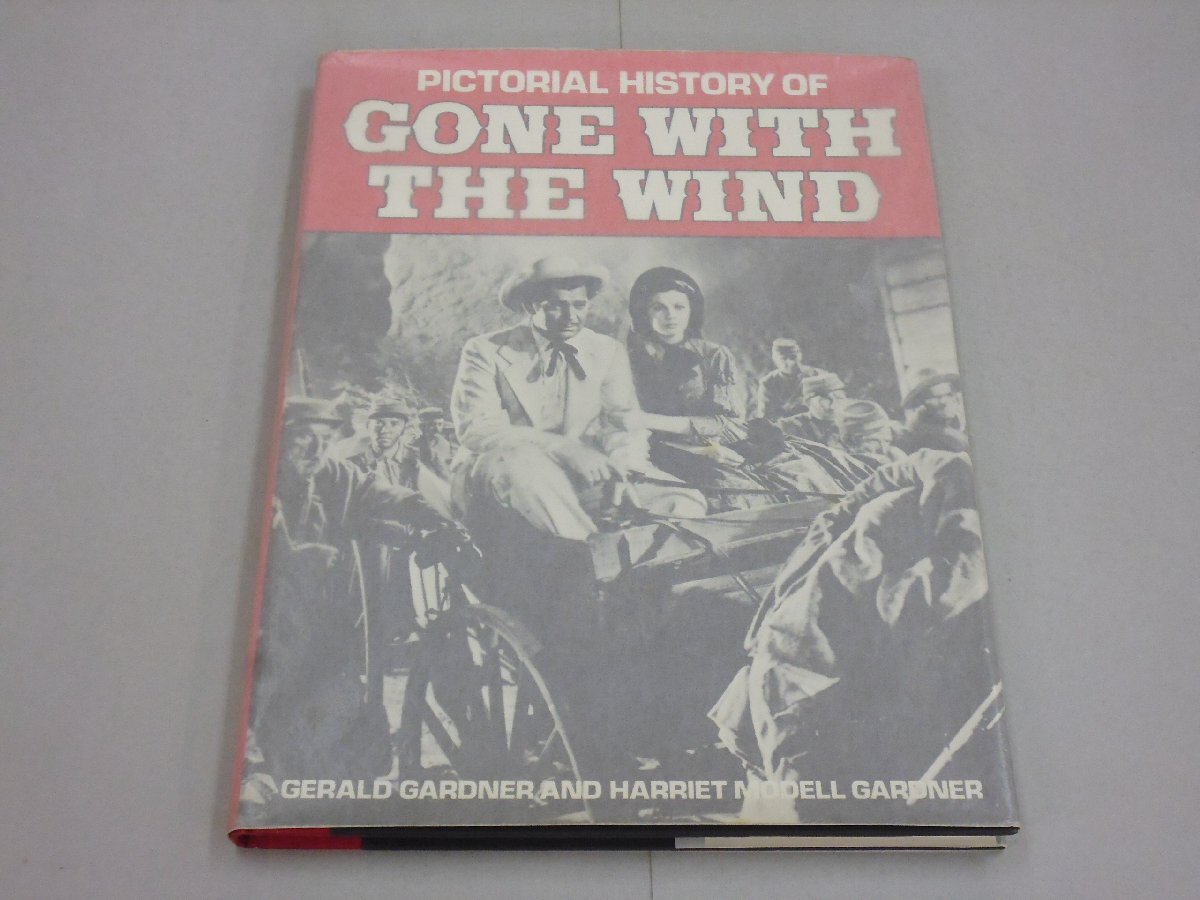 PICTORIAL HISTORY OF
GONE WITH
THE WIND
GERALD GARDNER AND HARRIET MODELL GARDNER